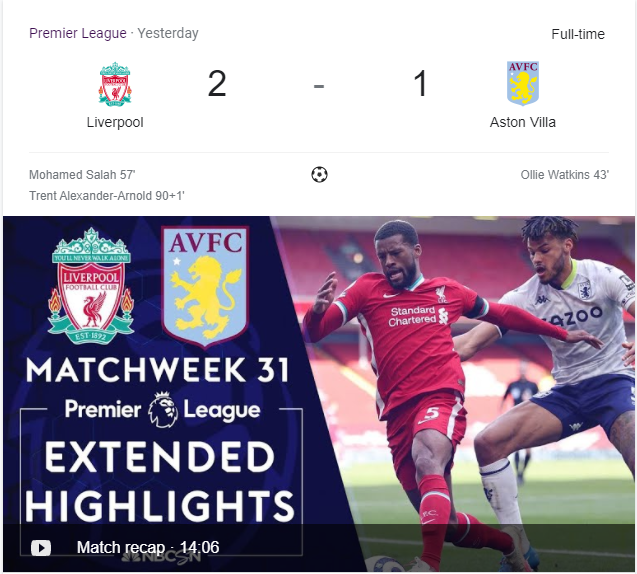 Premier League · Yesterday
Full-time
2 - 1
Liverpool
Aston Villa
Mohamed Salah 57'
Trent Alexander-Arnold 90+1'
Ollie Watkins 43'
YOU'LL NEVER WALK ALONE
LIVERPOOL
FOOTBALL CLUB
EST·1892
AVFC
MATCHWEEK 31
Premier League
EXTENDED
HIGHLIGHTS
NBCSN
Match recap · 14:06
Standard
Chartered
5